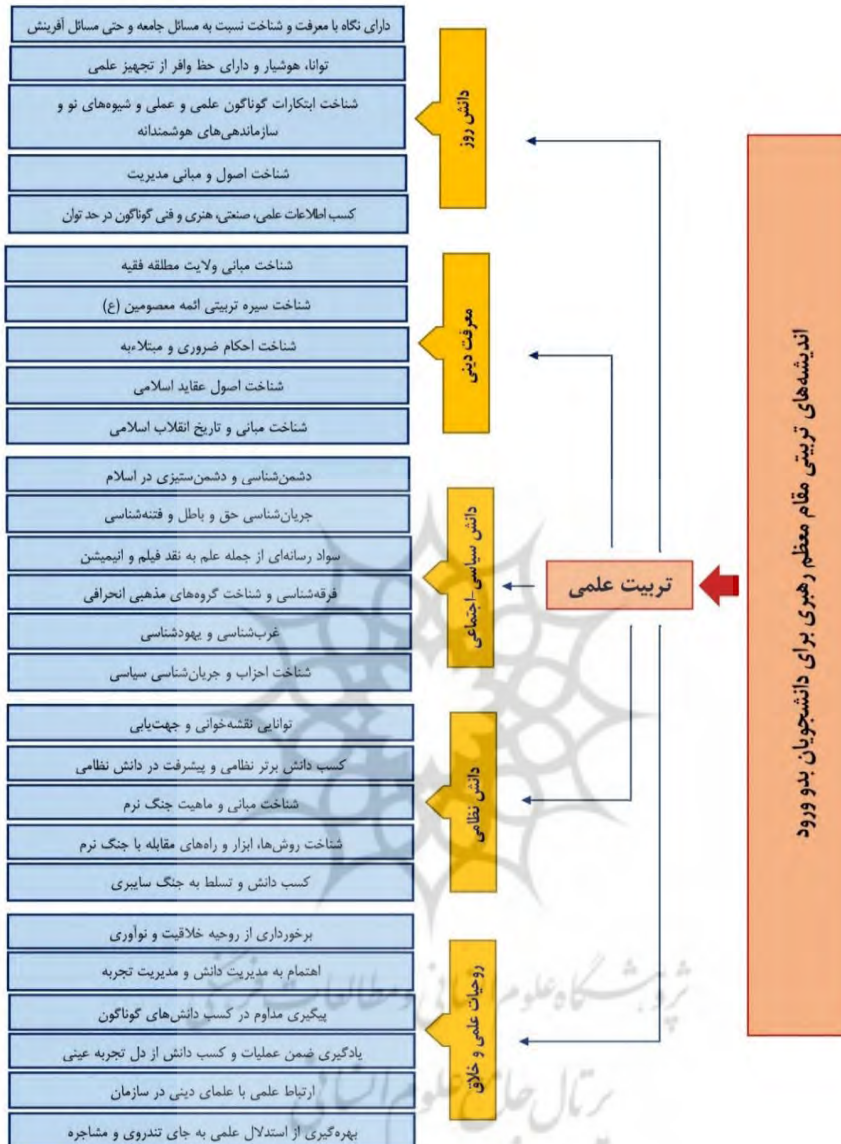 اندیشه‌های تربیتی مقام معظم رهبری برای دانشجویان بدو ورود
تربیت علمی
دانش روز
دارای نگاه با معرفت و شناخت نسبت به مسائل جامعه و حتی مسائل آفرینش
توانا، هوشیار و دارای حظ وافر از تجهیز علمی
شناخت ابتکارات گوناگون علمی و عملی و شیوه‌های نو و
سازماندهی‌های هوشمندانه
شناخت اصول و مبانی مدیریت
کسب اطلاعات علمی، صنعتی، هنری و فنی گوناگون در حد توان
معرفت دینی
شناخت مبانی ولایت مطلقه فقیه
شناخت سیره تربیتی ائمه معصومین (ع)
شناخت احکام ضروری و مبتلاءبه
شناخت اصول عقاید اسلامی
شناخت مبانی و تاریخ انقلاب اسلامی
دانش سیاسی -اجتماعی
دشمن‌شناسی و دشمن‌ستیزی در اسلام
جریان‌شناسی حق و باطل و فتنه‌شناسی
سواد رسانه‌ای از جمله علم به نقد فیلم و انیمیشن
فرقه‌شناسی و شناخت گروه‌های مذهبی انحرافی
غرب‌شناسی و یهودشناسی
شناخت احزاب و جریان‌شناسی سیاسی
دانش نظامی
توانایی نقشه‌خوانی و جهت‌یابی
کسب دانش برتر نظامی و پیشرفت در دانش نظامی
شناخت مبانی و ماهیت جنگ نرم
شناخت روش‌ها، ابزار و راه‌های مقابله با جنگ نرم
کسب دانش و تسلط به جنگ سایبری
روحیات علمی و خلاق
برخورداری از روحیه خلاقیت و نوآوری
اهتمام به مدیریت دانش و مدیریت تجربه
پیگیری مداوم در کسب دانش‌های گوناگون
یادگیری ضمن عملیات و کسب دانش از دل تجربه عینی
ارتباط علمی با علمای دینی در سازمان
بهره‌گیری از استدلال علمی به جای تندروی و مشاجره
پژوهشگاه علوم انسانی و مطالعات فرهنگی
پرتال جامع علوم انسانی